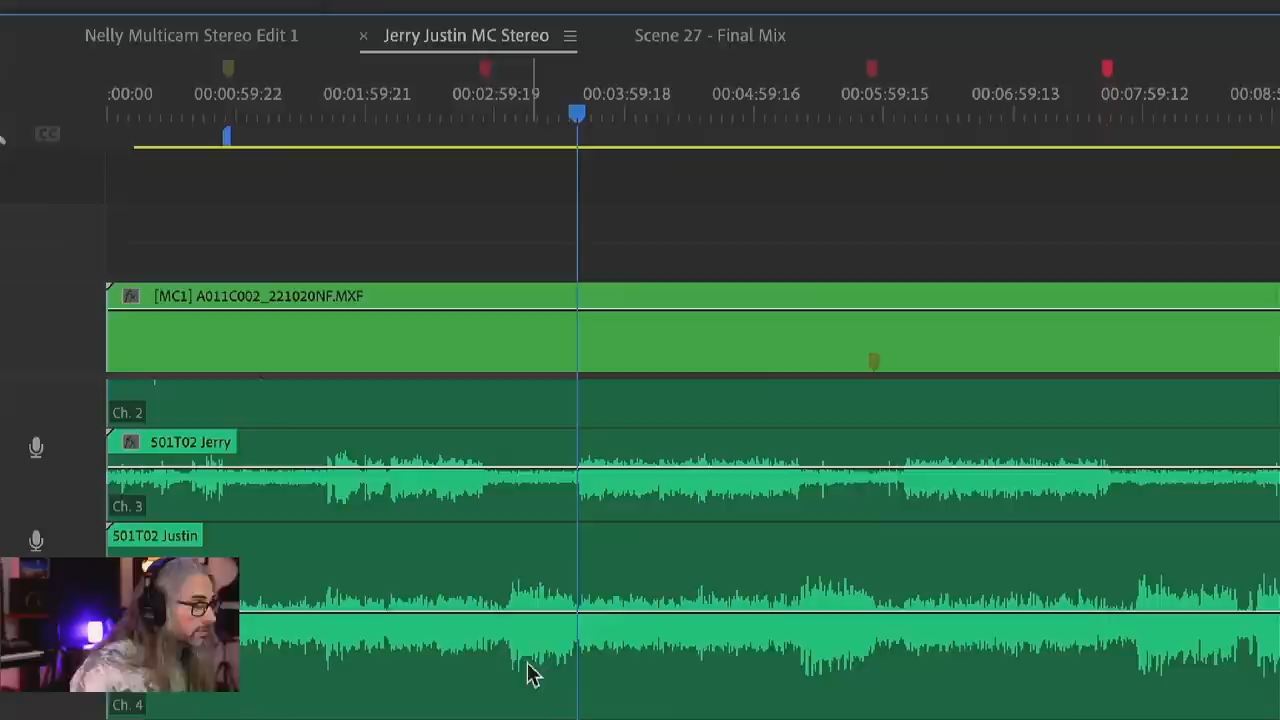 Nelly Multicam Stereo Edit 1 × Jerry Justin MC Stereo Scene 27 - Final Mix
:00:00 00:00:59:22 00:01:59:21 00:02:59:19 00:03:59:18 00:04:59:16 00:05:59:15 00:06:59:13 00:07:59:12 00:08:5
CC
fx [MC1] A011C002_221020NF.MXF
Ch. 2
fx 501T02 Jerry
Ch. 3
501T02 Justin
Ch. 4